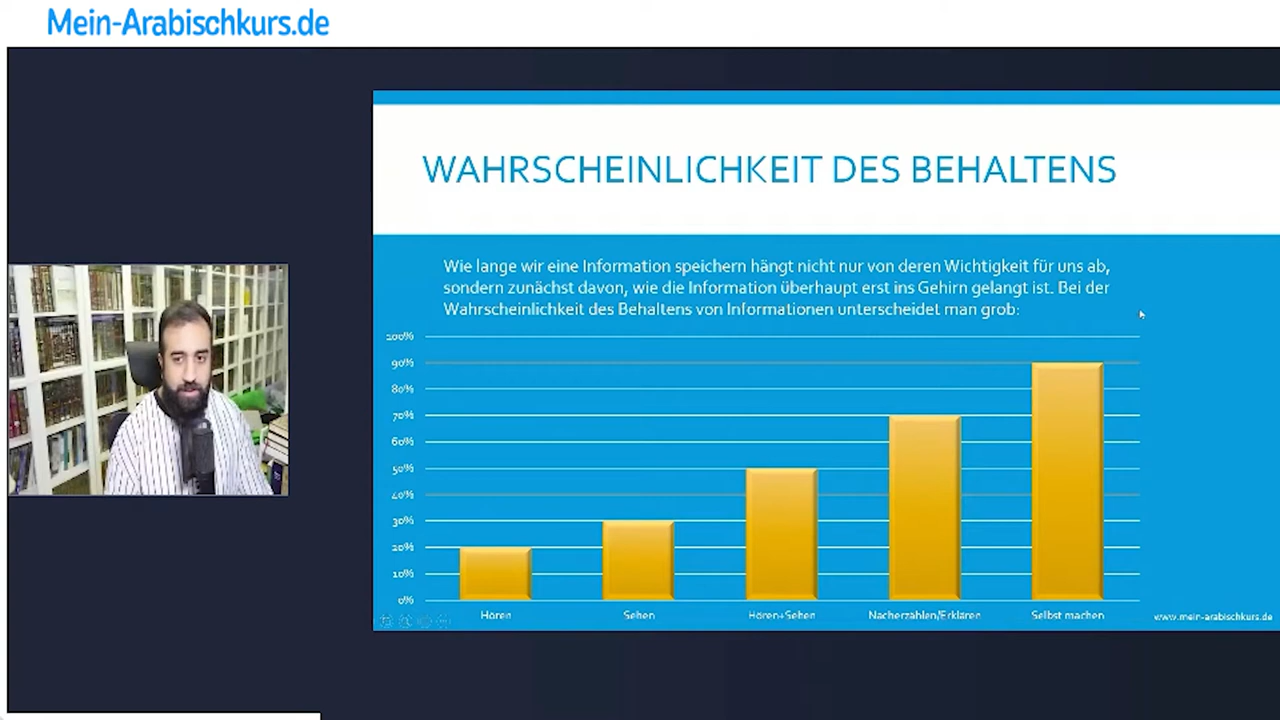 Mein-Arabischkurs.de
WAHRSCHEINLICHKEIT DES BEHALTENS
Wie lange wir eine Information speichern hängt nicht nur von deren Wichtigkeit für uns ab,
sondern zunächst davon, wie die Information überhaupt erst ins Gehirn gelangt ist. Bei der
Wahrscheinlichkeit des Behaltens von Informationen unterscheidet man grob:
100%
90%
80%
70%
60%
50%
40%
30%
20%
10%
0%
Hören Sehen Hören+Sehen Nacherzählen/Erklären Selbst machen
www.mein-arabischkurs.de